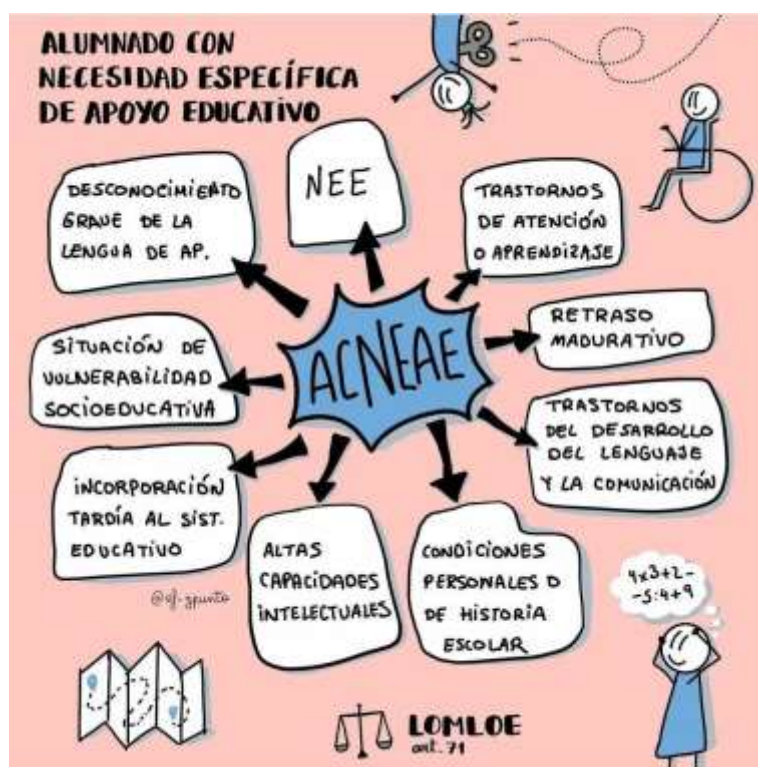 ALUMNADO CON
NECESIDAD ESPECÍFICA
DE APOYO EDUCATIVO
DESCONOCIMIENTO
GRAVE DE LA
LENGUA DE AP.
NEE
TRASTORNOS
DE ATENCIÓN
O APRENDIZAJE
ACNEAE
SITUACIÓN DE
VULNERABILIDAD
SOCIOEDUCATIVA
RETRASO
MADURATIVO
TRASTORNOS
DEL DESARROLLO
DEL LENGUAJE
Y LA COMUNICACIÓN
INCORPORACIÓN
TARDÍA AL SIST.
EDUCATIVO
ALTAS
CAPACIDADES
INTELECTUALES
CONDICIONES
PERSONALES O
DE HISTORIA
ESCOLAR
4x3+2-
-5:4+9
LOMLOE
art. 71